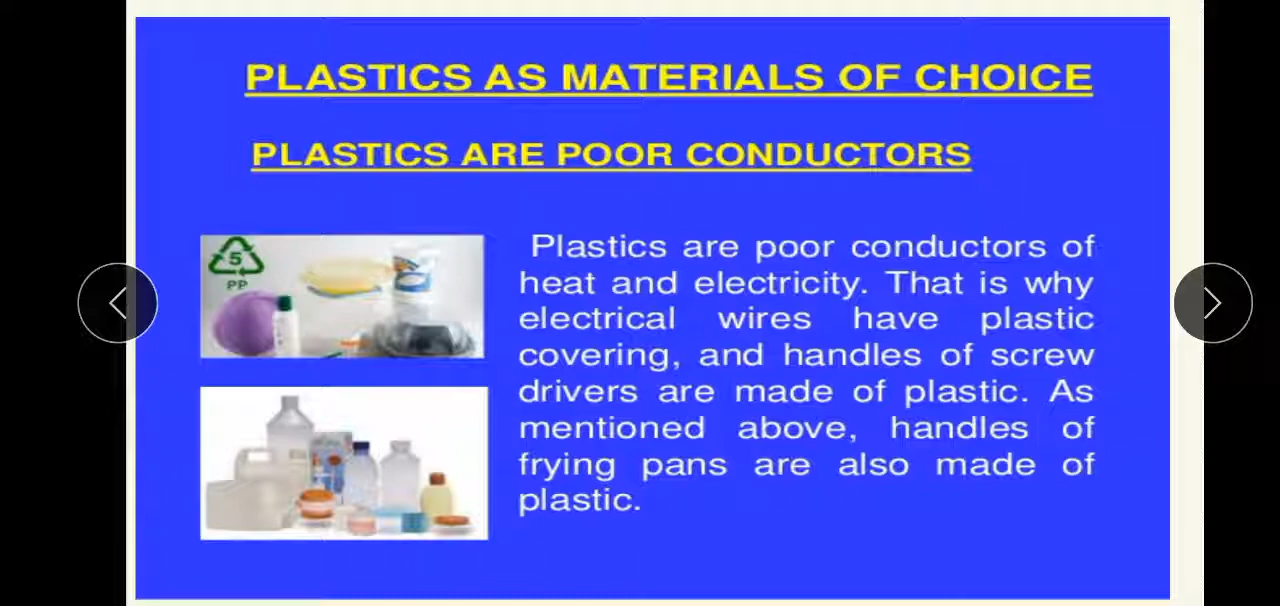 PLASTICS AS MATERIALS OF CHOICE
PLASTICS ARE POOR CONDUCTORS
5
PP
Plastics are poor conductors of
heat and electricity. That is why
electrical wires have plastic
covering, and handles of screw
drivers are made of plastic. As
mentioned above, handles of
frying pans are also made of
plastic.